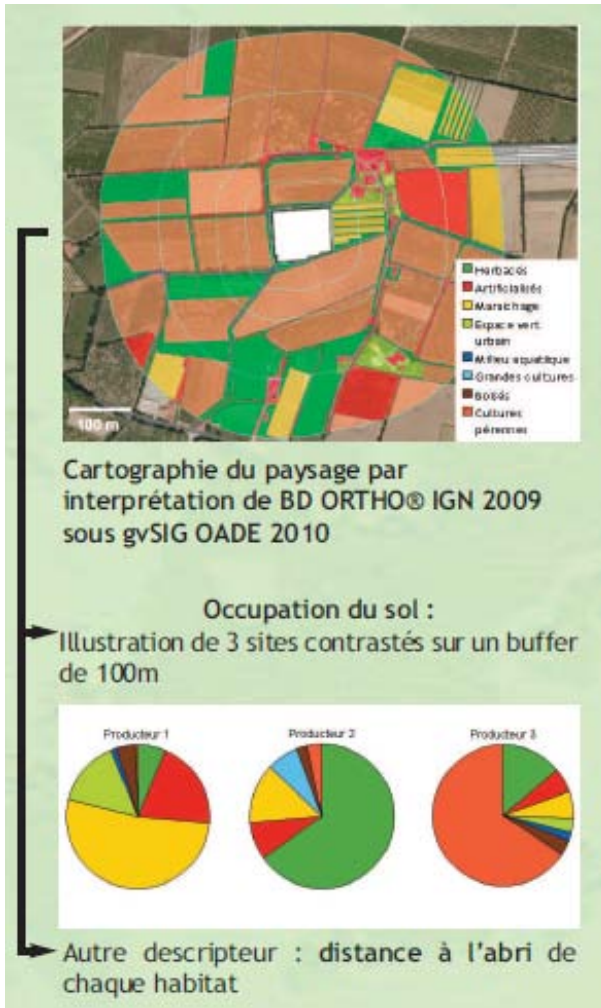 Herbacés
Artificialisés
Maraichage
Espace vert
urbain
Milieu aquatique
Grandes cultures
Boisés
Cultures
pérennes
100 m
Cartographie du paysage par
interprétation de BD ORTHO® IGN 2009
sous gvSIG OADE 2010
Occupation du sol :
Illustration de 3 sites contrastés sur un buffer
de 100m
Producteur 1
Producteur 2
Producteur 3
Autre descripteur : distance à l'abri de
chaque habitat